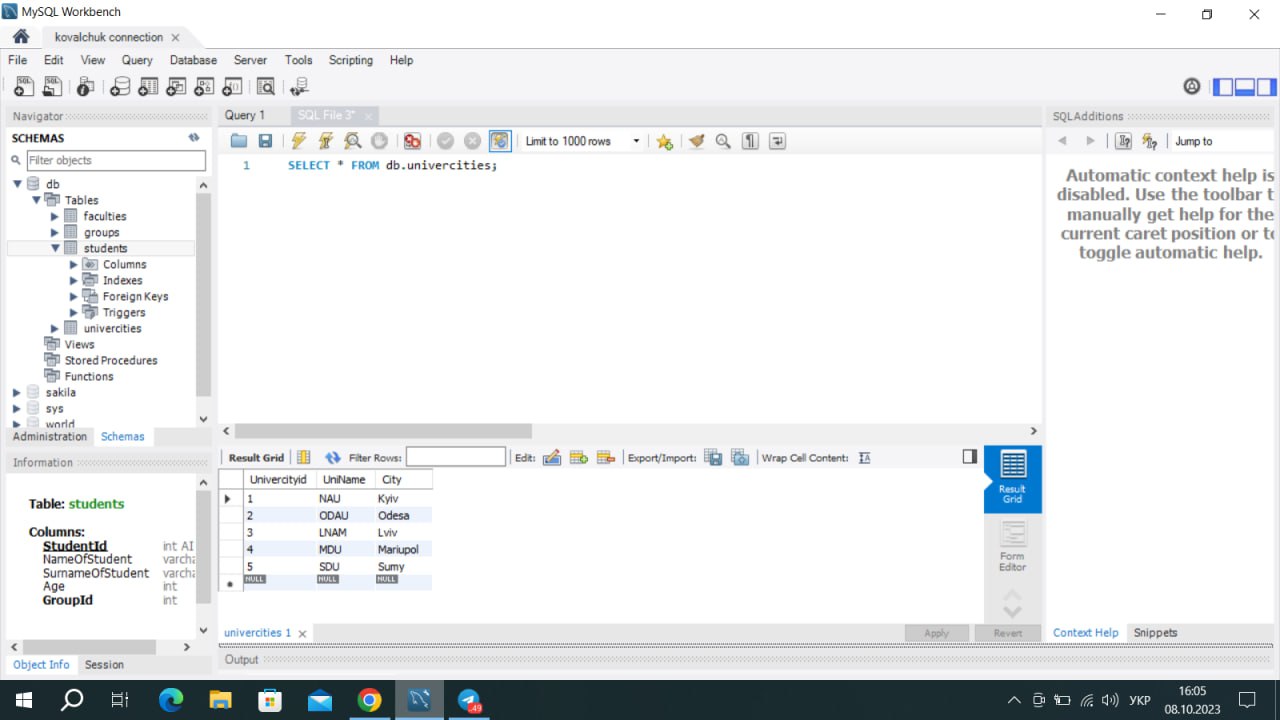 MySQL Workbench
kovalchuk connection
File Edit View Query Database Server Tools Scripting Help
Navigator
SCHEMAS
Filter objects
db
Tables
faculties
groups
students
Columns
Indexes
Foreign Keys
Triggers
univercities
Views
Stored Procedures
Functions
sakila
sys
world
Administration Schemas
Information
Table: students
Columns:
StudentId int AI
NameOfStudent varcha
SurnameOfStudent varcha
Age int
GroupId int
Object Info Session
Query 1 SQL File 3*
Limit to 1000 rows
1 SELECT * FROM db.univercities;
Result Grid Filter Rows: Edit: Export/Import: Wrap Cell Content:
Univercityid UniName City
1 NAU Kyiv
2 ODAU Odesa
3 LNAM Lviv
4 MDU Mariupol
5 SDU Sumy
NULL NULL NULL
Result
Grid
Form
Editor
univercities 1 Apply Revert
Output
SQLAdditions
Jump to
Automatic context help is
disabled. Use the toolbar t
manually get help for the
current caret position or to
toggle automatic help.
Context Help Snippets
49
УКР
16:05
08.10.2023